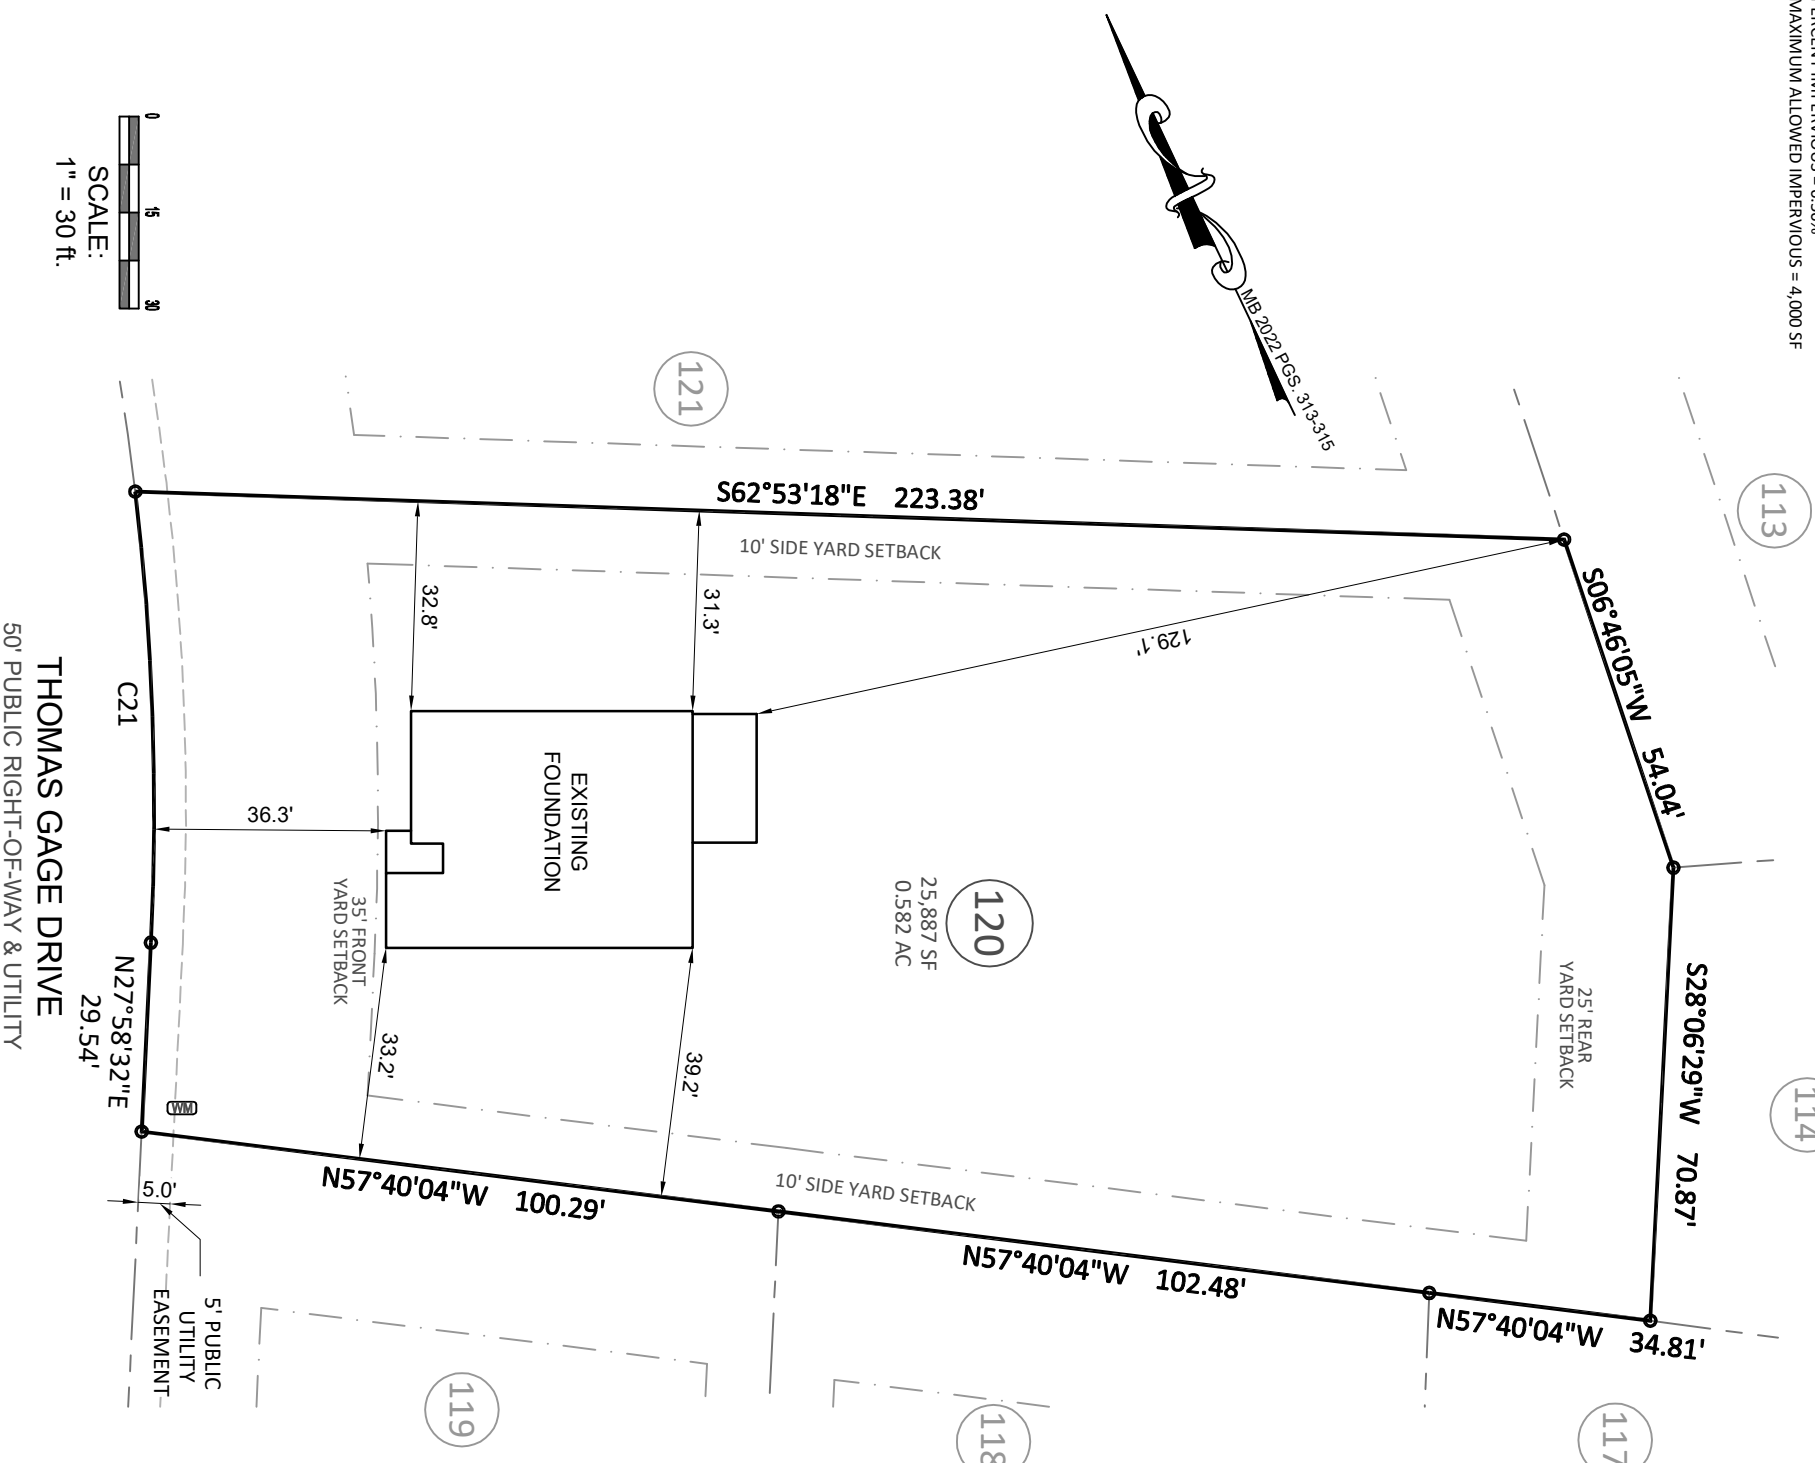 MAXIMUM ALLOWED IMPERVIOUS = 4,000 SF
MB 2022 PGS. 313-315
0 15 30
SCALE:
1" = 30 ft.
121
113
114
S62°53'18"E 223.38'
10' SIDE YARD SETBACK
S06°46'05"W 54.04'
32.8'
31.3'
129.1'
C21
36.3'
EXISTING
FOUNDATION
35' FRONT
YARD SETBACK
120
25,887 SF
0.582 AC
25' REAR
YARD SETBACK
S28°06'29"W 70.87'
THOMAS GAGE DRIVE
50' PUBLIC RIGHT-OF-WAY & UTILITY
N27°58'32"E
29.54'
WM
33.2'
39.2'
10' SIDE YARD SETBACK
N57°40'04"W 100.29'
N57°40'04"W 102.48'
N57°40'04"W 34.81'
5.0'
5' PUBLIC
UTILITY
EASEMENT
119
118
117